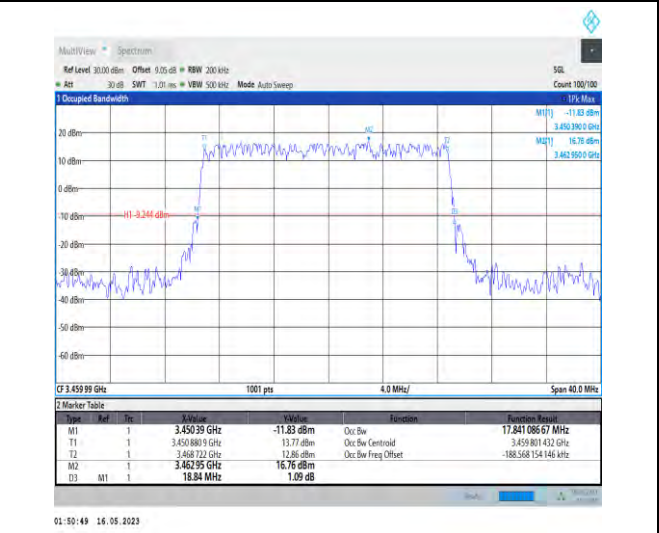 MultiView Spectrum
Ref Level 30.00 dBm Offset 9.05 dB RBW 200 kHz SGL
Att 30 dB SWT 1.01 ms VBW 500 kHz Mode Auto Sweep Count 100/100
1 Occupied Bandwidth 1Pk Max
M1[1] -11.83 dBm
3.450 390 0 GHz
M2[1] 16.76 dBm
3.462 950 0 GHz
M2
T1 T2
20 dBm
10 dBm
0 dBm
M1 D3
-10 dBm H1 -9.244 dBm
-20 dBm
-30 dBm
-40 dBm
-50 dBm
-60 dBm
CF 3.459 99 GHz 1001 pts 4.0 MHz/ Span 40.0 MHz
2 Marker Table
Type Ref Trc X-Value Y-Value Function Function Result
M1 1 3.450 39 GHz -11.83 dBm Occ Bw 17.841 086 67 MHz
T1 1 3.450 880 9 GHz 13.77 dBm Occ Bw Centroid 3.459 801 432 GHz
T2 1 3.468 722 GHz 12.86 dBm Occ Bw Freq Offset -188.568 154 146 kHz
M2 1 3.462 95 GHz 16.76 dBm
D3 M1 1 18.84 MHz 1.09 dB
01:50:49 16.05.2023